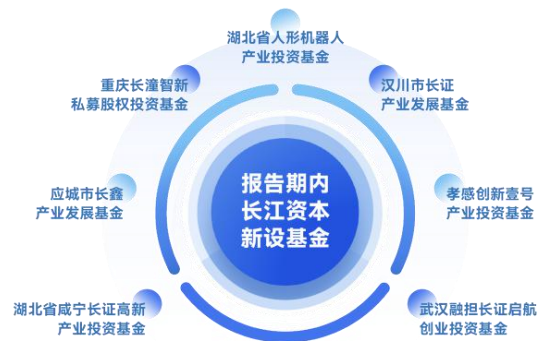 湖北省人形机器人
产业投资基金
重庆长潼智新
私募股权投资基金
汉川市长证
产业发展基金
应城市长鑫
产业发展基金
报告期内
长江资本
新设基金
孝感创新壹号
产业投资基金
湖北省咸宁长证高新
产业投资基金
武汉融担长证启航
创业投资基金